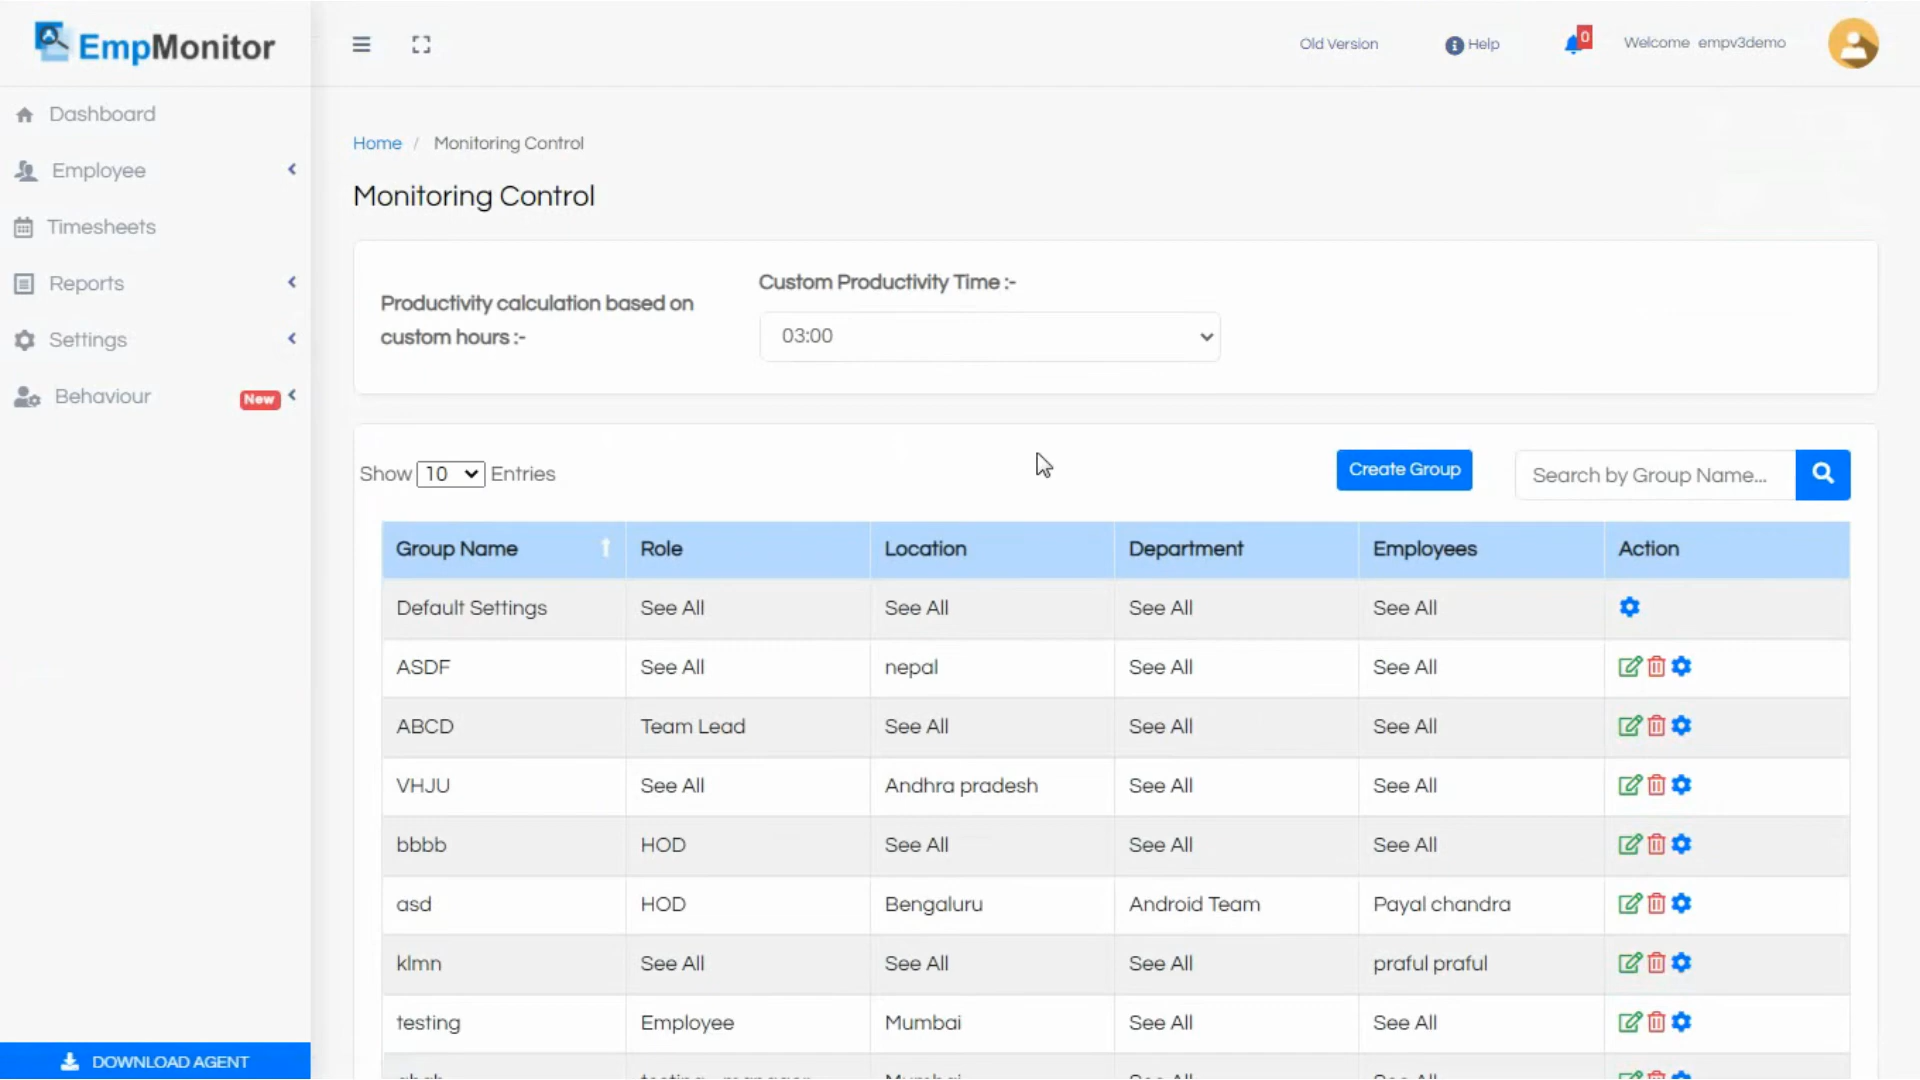 EmpMonitor
Old Version
Help
0
Welcome empv3demo
Dashboard
Employee
Timesheets
Reports
Settings
Behaviour New
DOWNLOAD AGENT
Home / Monitoring Control
Monitoring Control
Productivity calculation based on
custom hours :-
Custom Productivity Time :-
03:00
Show 10 Entries
Create Group
Search by Group Name...
Group Name Role Location Department Employees Action
Default Settings See All See All See All See All
ASDF See All nepal See All See All
ABCD Team Lead See All See All See All
VHJU See All Andhra pradesh See All See All
bbbb HOD See All See All See All
asd HOD Bengaluru Android Team Payal chandra
klmn See All See All See All praful praful
testing Employee Mumbai See All See All
Mumbai See All See All